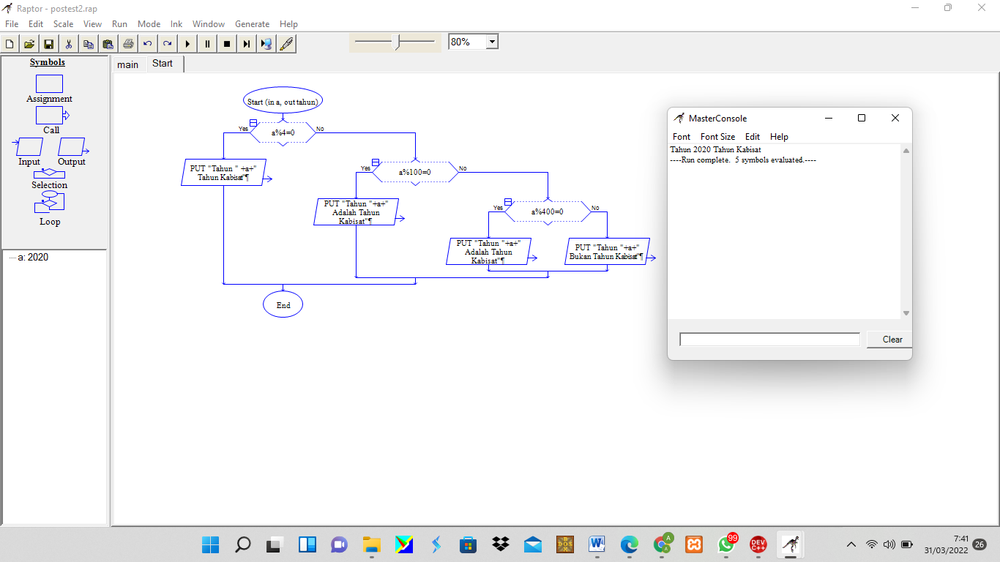 Raptor - postest2.rap
File Edit Scale View Run Mode Ink Window Generate Help
80%
Symbols
Assignment
Call
Input Output
Selection
Loop
a: 2020
main Start
Start (in a, out tahun)
Yes a%4=0 No
PUT "Tahun " +a+"
Tahun Kabisat"¶
Yes a%100=0 No
PUT "Tahun "+a+"
Adalah Tahun
Kabisat"¶
Yes a%400=0 No
PUT "Tahun "+a+"
Adalah Tahun
Kabisat"¶
PUT "Tahun "+a+"
Bukan Tahun Kabisat"¶
End
MasterConsole
Font Font Size Edit Help
Tahun 2020 Tahun Kabisat
----Run complete.  5 symbols evaluated.----
Clear
DOS
W
A
A
99
DEV
C++
7:41
31/03/2022
26